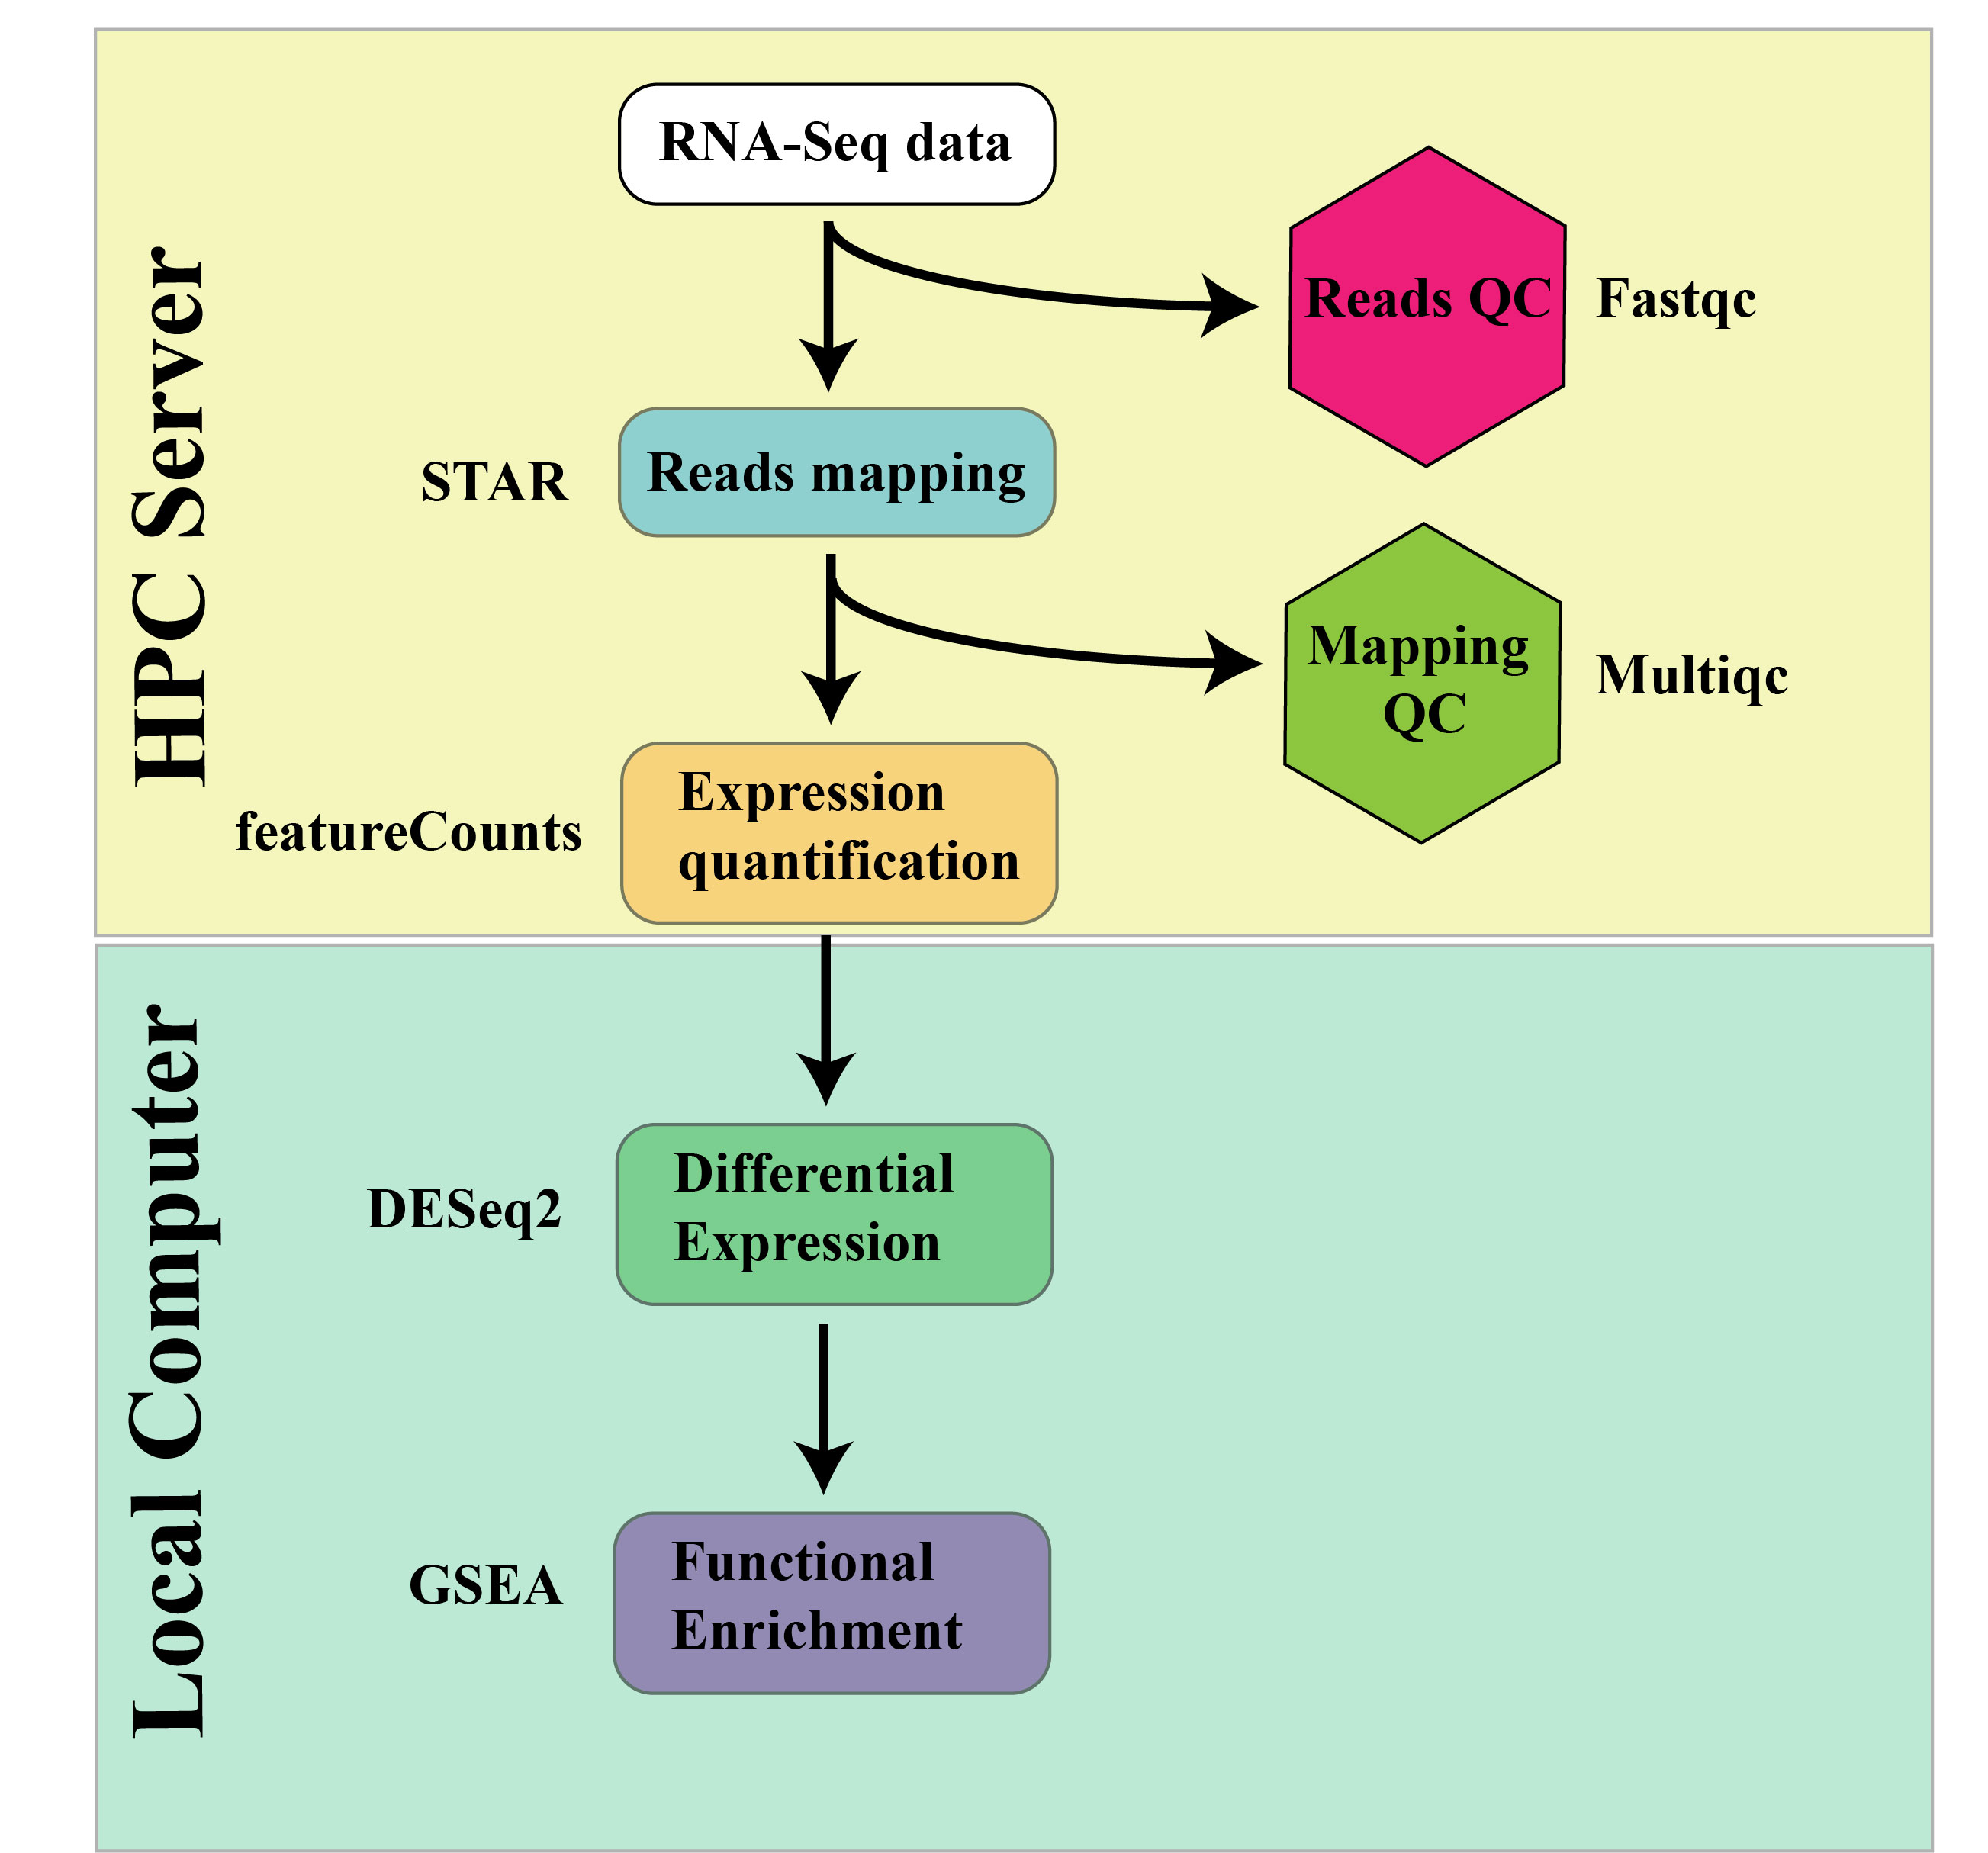 HPC Server
RNA-Seq data
Reads QC
Fastqc
STAR
Reads mapping
Mapping
QC
Multiqc
featureCounts
Expression
quantification
Local Computer
DESeq2
Differential
Expression
GSEA
Functional
Enrichment